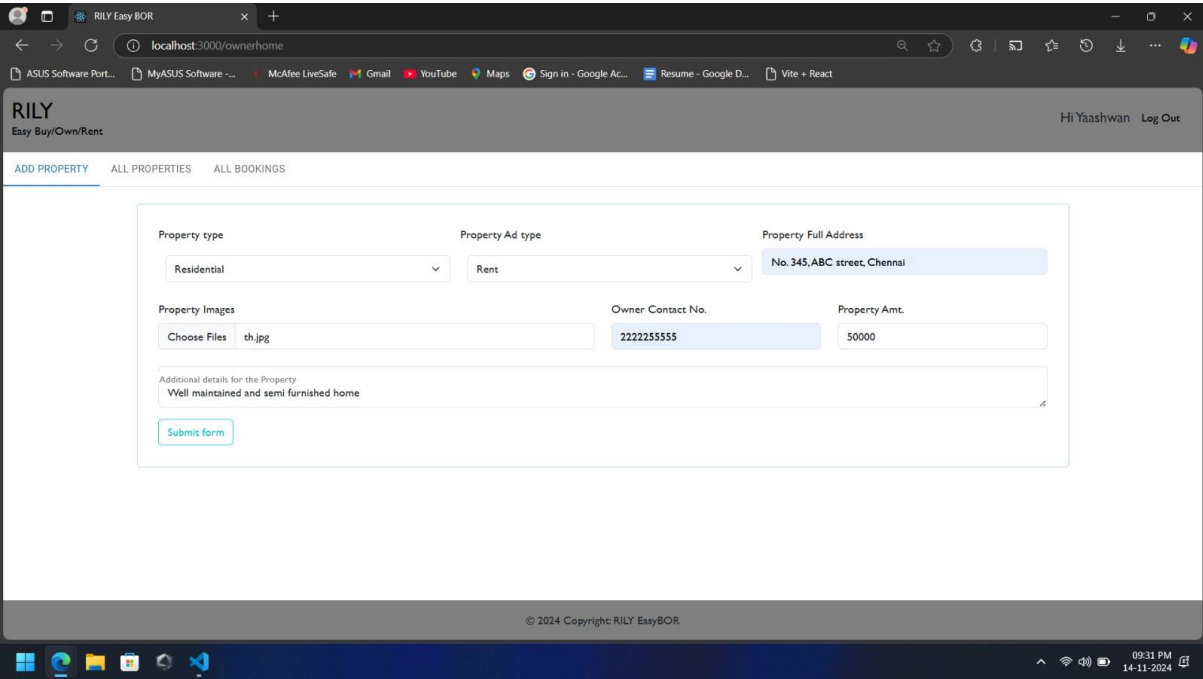 RILY Easy BOR
localhost:3000/ownerhome
ASUS Software Port... MyASUS Software -... McAfee LiveSafe Gmail YouTube Maps Sign in - Google Ac... Resume - Google D... Vite + React
RILY
Easy Buy/Own/Rent
Hi Yaashwan Log Out
ADD PROPERTY ALL PROPERTIES ALL BOOKINGS
Property type Property Ad type Property Full Address
Residential Rent No. 345, ABC street, Chennai
Property Images Owner Contact No. Property Amt.
Choose Files th.jpg 2222255555 50000
Additional details for the Property
Well maintained and semi furnished home
Submit form
© 2024 Copyright: RILY EasyBOR
09:31 PM
14-11-2024